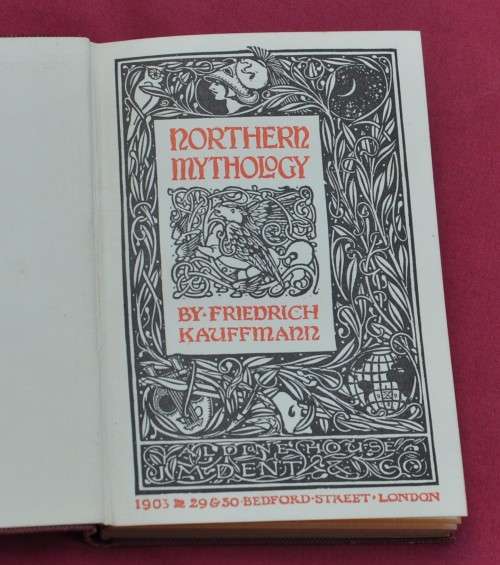 NORTHERN
MYTHOLOGY
BY · FRIEDRICH
KAUFFMANN
ALDINE HOUSE
J.M.DENT & CO
1903 29 & 30 · BEDFORD · STREET · LONDON